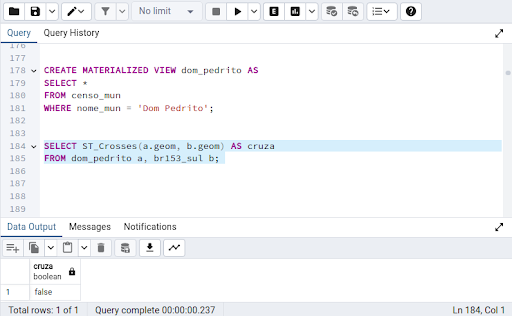 No limit
E
Query
Query History
176
177
178 CREATE MATERIALIZED VIEW dom_pedrito AS
179 SELECT *
180 FROM censo_mun
181 WHERE nome_mun = 'Dom Pedrito';
182
183
184 SELECT ST_Crosses(a.geom, b.geom) AS cruza
185 FROM dom_pedrito a, br153_sul b;
186
187
188
189
Data Output
Messages
Notifications
cruza
boolean
1 false
Total rows: 1 of 1
Query complete 00:00:00.237
Ln 184, Col 1